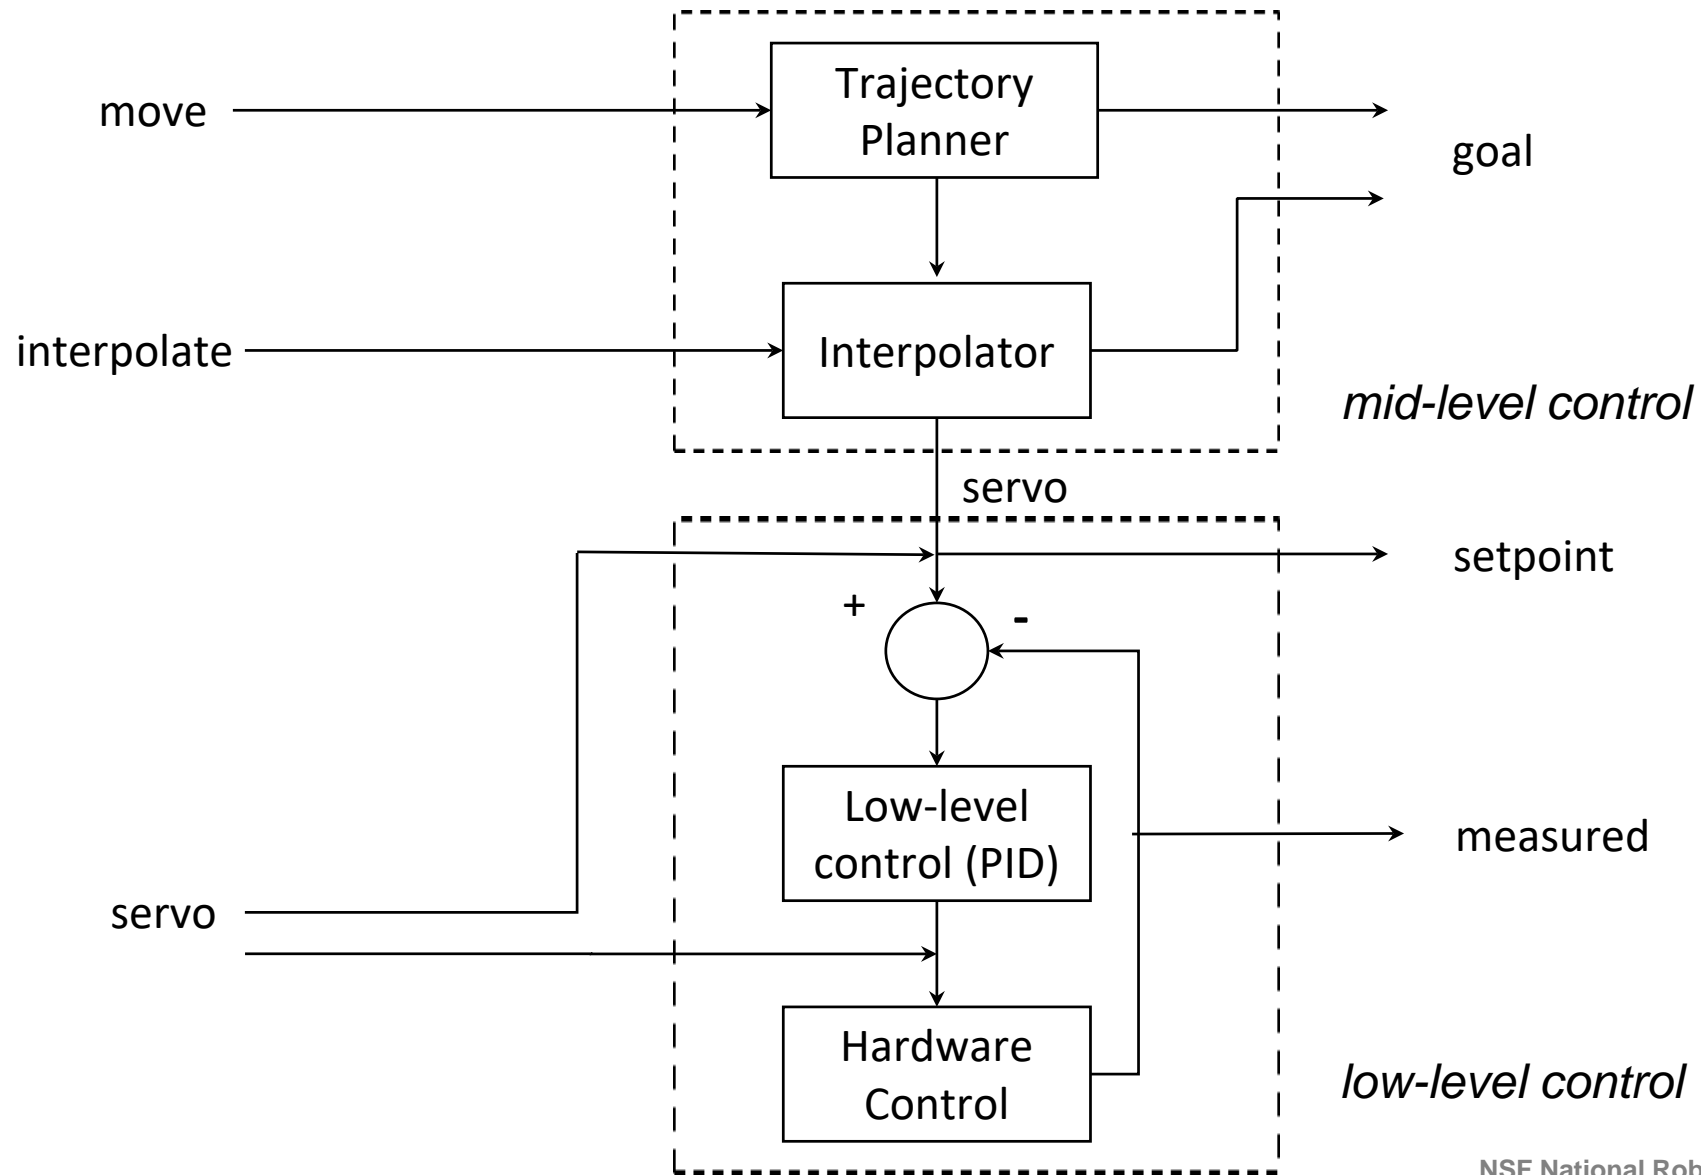 Trajectory
Planner
move
goal
interpolate
Interpolator
mid-level control
servo
setpoint
+
-
Low-level
control (PID)
measured
servo
Hardware
Control
low-level control
NSF National